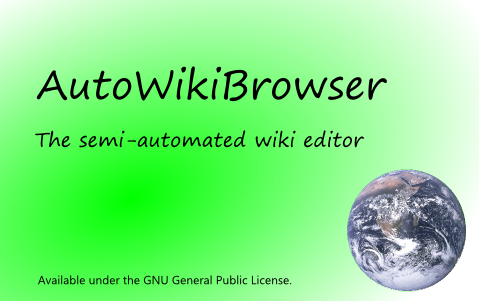 AutoWikiBrowser
The semi-automated wiki editor
Available under the GNU General Public License.